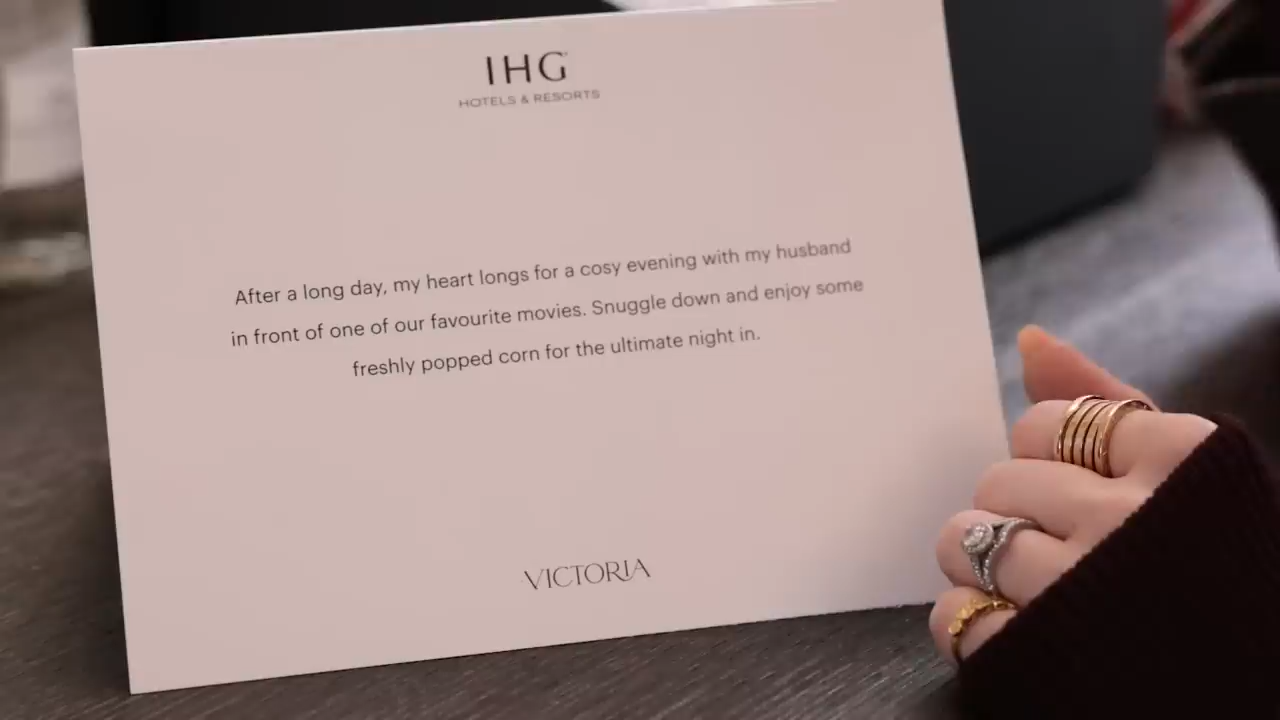 IHG
HOTELS & RESORTS
After a long day, my heart longs for a cosy evening with my husband
in front of one of our favourite movies. Snuggle down and enjoy some
freshly popped corn for the ultimate night in.
VICTORIA